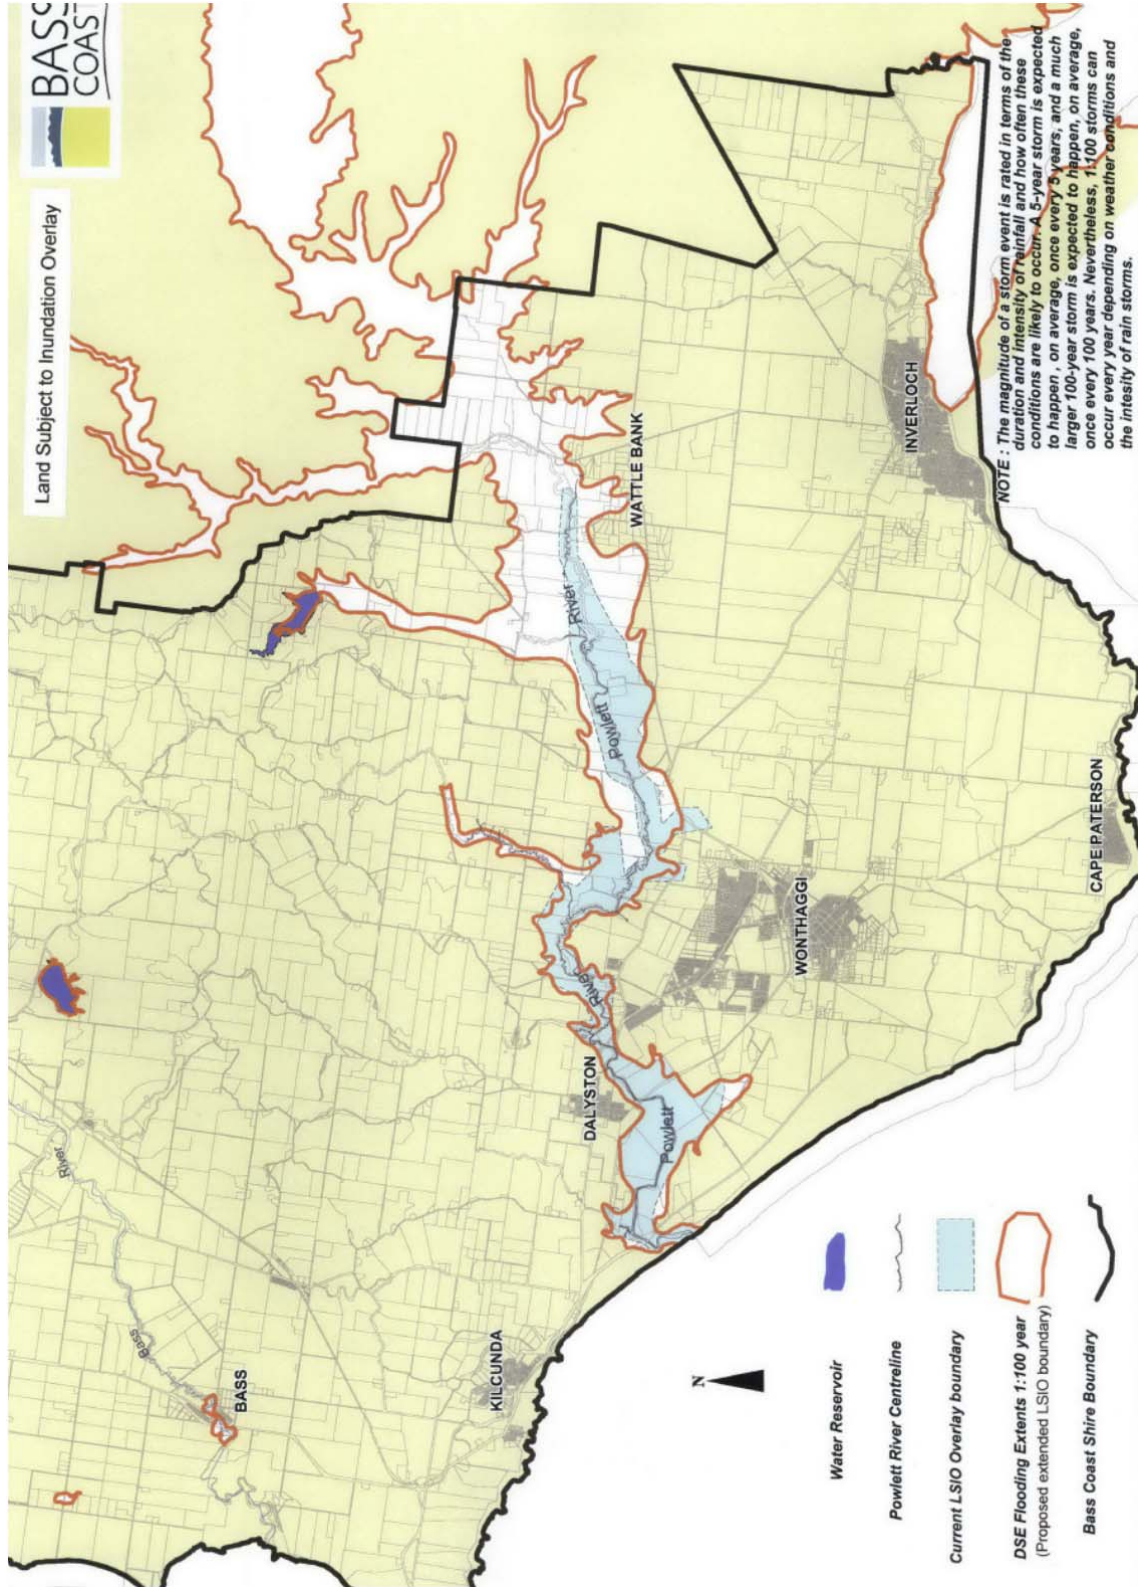 BASS
COAST
Land Subject to Inundation Overlay
NOTE : The magnitude of a storm event is rated in terms of the
duration and intensity of rainfall and how often these
conditions are likely to occur. A 5-year storm is expected
to happen , on average, once every 5 years, and a much
larger 100-year storm is expected to happen, on average,
once every 100 years. Nevertheless, 1:100 storms can
occur every year depending on weather conditions and
the intesity of rain storms.
WATTLE BANK
INVERLOCH
Powlett River
WONTHAGGI
CAPE PATERSON
River
DALYSTON
Powlett
River
Bass
BASS
KILCUNDA
N
Water Reservoir
Powlett River Centreline
Current LSIO Overlay boundary
DSE Flooding Extents 1:100 year
(Proposed extended LSIO boundary)
Bass Coast Shire Boundary